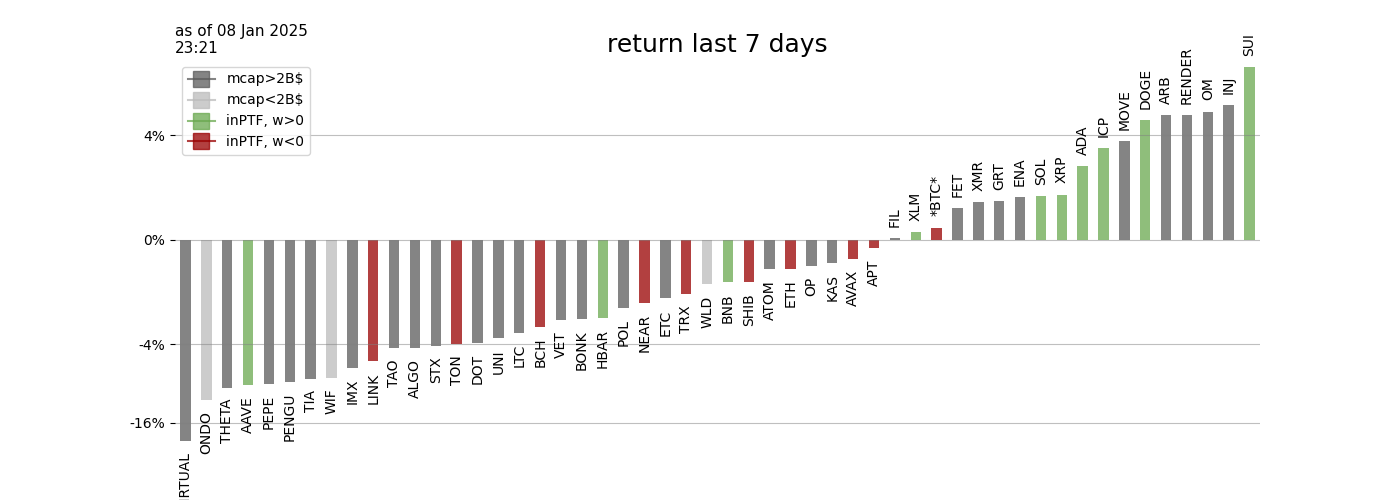 as of 08 Jan 2025
23:21
return last 7 days
mcap>2B$
mcap<2B$
inPTF, w>0
inPTF, w<0
4%
0%
-4%
-16%
RTUAL
ONDO
THETA
AAVE
PEPE
PENGU
TIA
WIF
IMX
LINK
TAO
ALGO
STX
TON
DOT
UNI
LTC
BCH
VET
BONK
HBAR
POL
NEAR
ETC
TRX
WLD
BNB
SHIB
ATOM
ETH
OP
KAS
AVAX
APT
FIL
XLM
*BTC*
FET
XMR
GRT
ENA
SOL
XRP
ADA
ICP
MOVE
DOGE
ARB
RENDER
OM
INJ
SUI